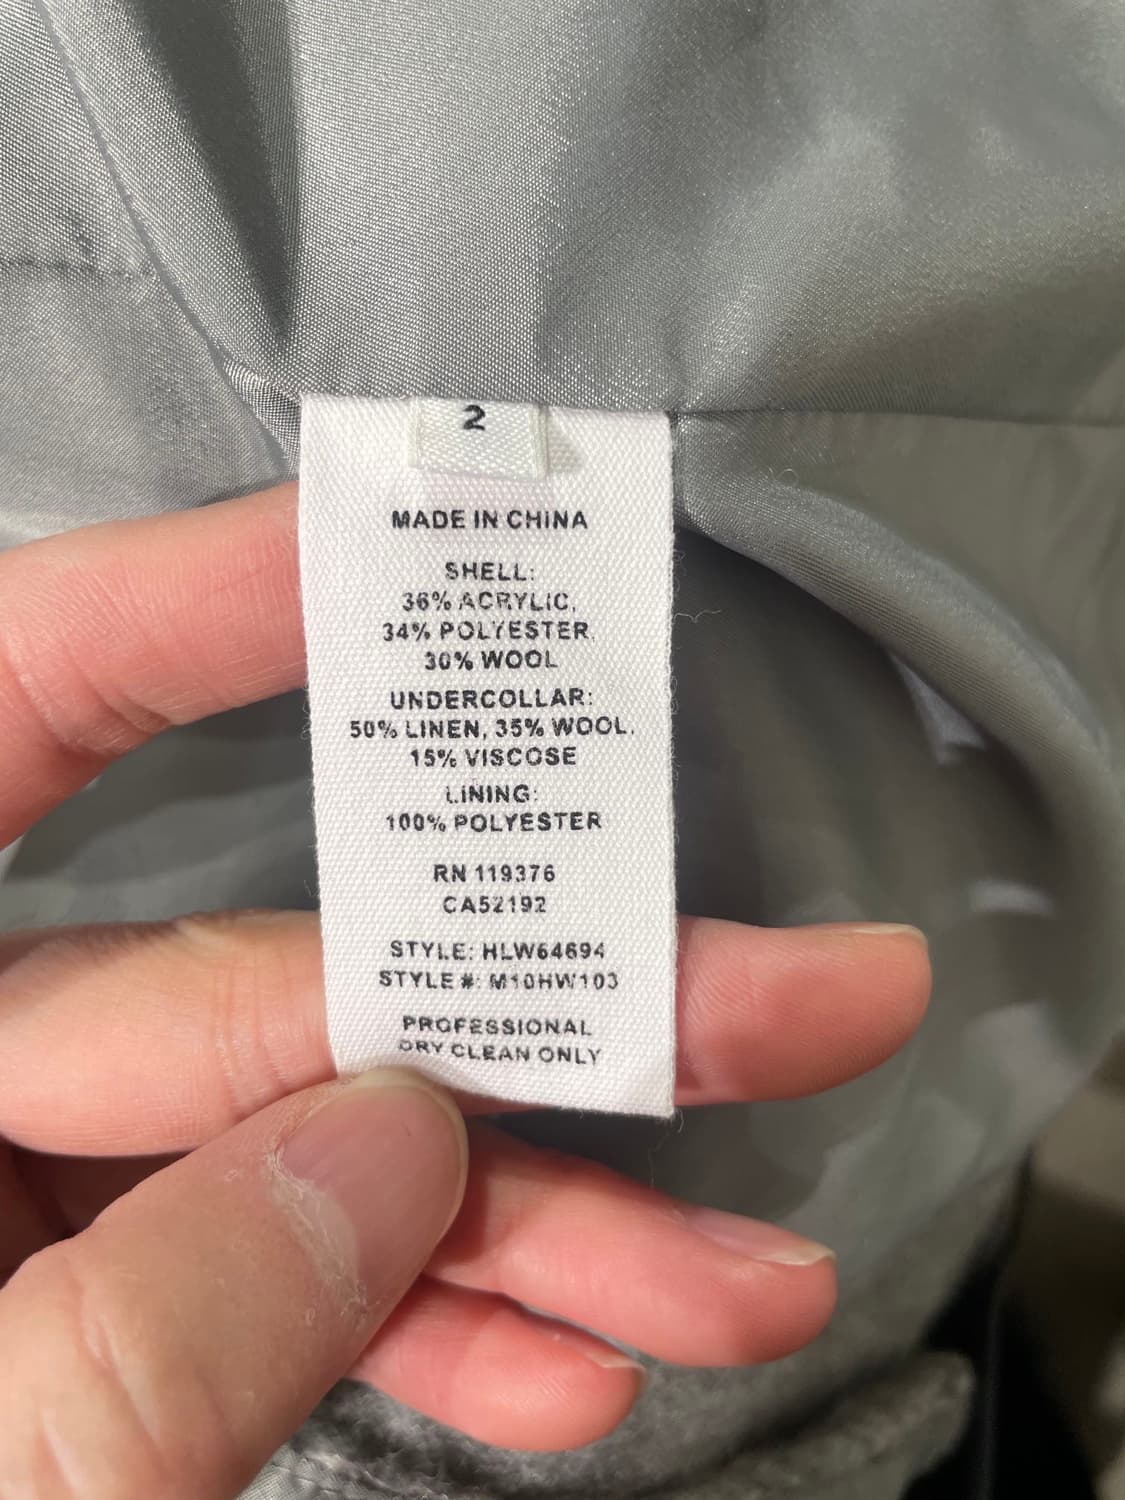 2
MADE IN CHINA
SHELL:
36% ACRYLIC,
34% POLYESTER,
30% WOOL
UNDERCOLLAR:
50% LINEN, 35% WOOL,
15% VISCOSE
LINING:
100% POLYESTER
RN 119376
CA52192
STYLE: HLW64694
STYLE #: M10HW103
PROFESSIONAL
DRY CLEAN ONLY